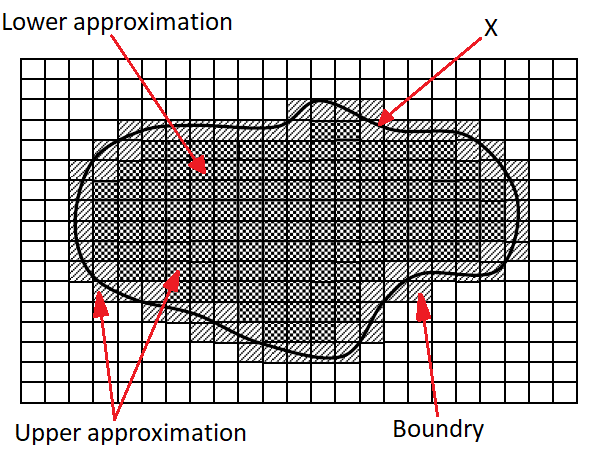 Lower approximation
X
Upper approximation
Boundry